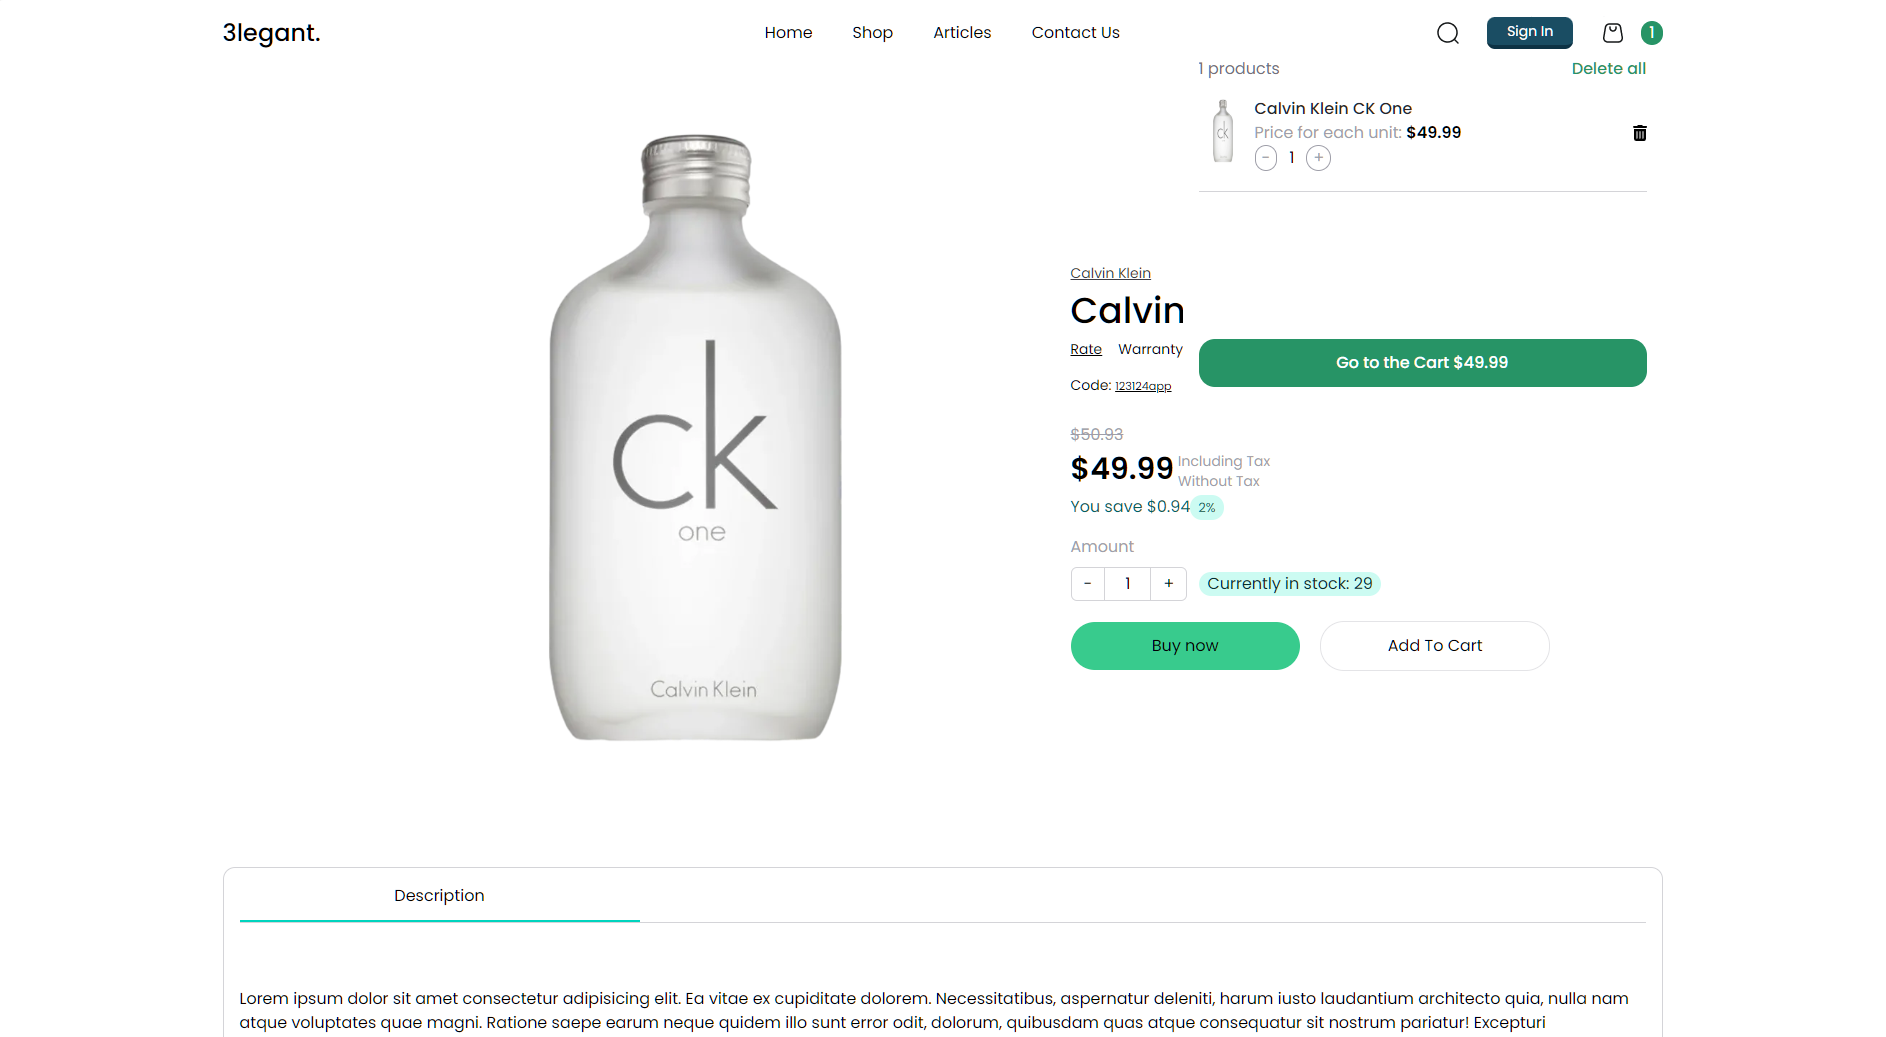 3legant.
Home Shop Articles Contact Us
Sign In
1
1 products Delete all
Calvin Klein CK One
Price for each unit: $49.99
- 1 +
Go to the Cart $49.99
ck
one
Calvin Klein
Calvin Klein
Calvin
Rate Warranty
Code: 123124app
$50.93
$49.99 Including Tax
Without Tax
You save $0.94 2%
Amount
- 1 + Currently in stock: 29
Buy now Add To Cart
Description
Lorem ipsum dolor sit amet consectetur adipisicing elit. Ea vitae ex cupiditate dolorem. Necessitatibus, aspernatur deleniti, harum iusto laudantium architecto quia, nulla nam
atque voluptates quae magni. Ratione saepe earum neque quidem illo sunt error odit, dolorum, quibusdam quas atque consequatur sit nostrum pariatur! Excepturi